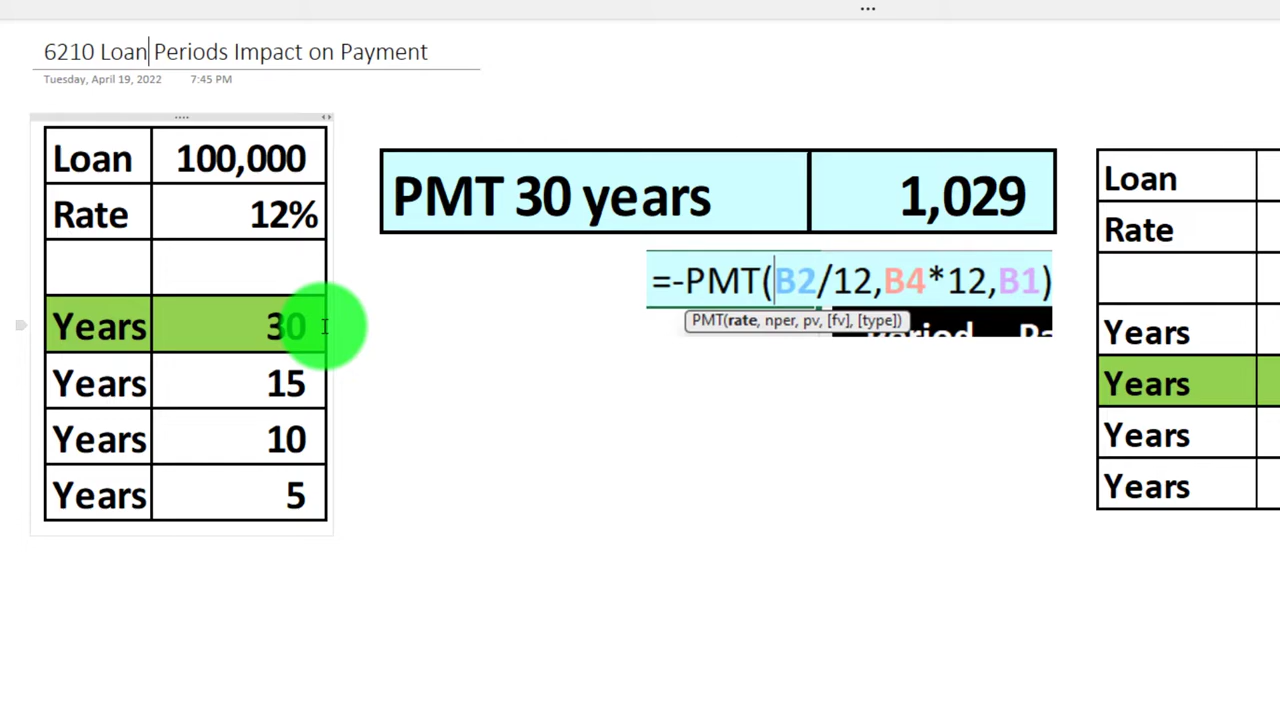 6210 Loan Periods Impact on Payment
Tuesday, April 19, 2022 7:45 PM
Loan 100,000
Rate 12%
Years 30
Years 15
Years 10
Years 5
PMT 30 years 1,029
=-PMT(B2/12,B4*12,B1)
PMT(rate, nper, pv, [fv], [type])
Loan
Rate
Years
Years
Years
Years